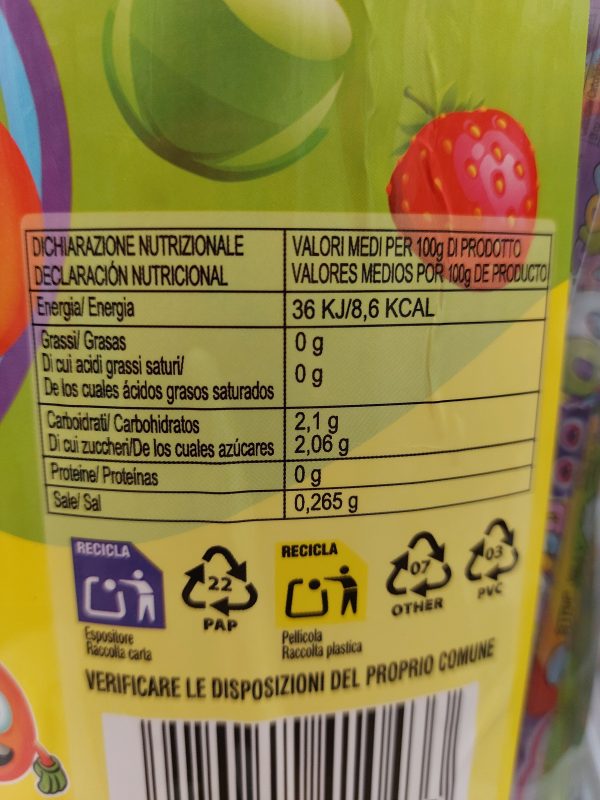 DICHIARAZIONE NUTRIZIONALE
DECLARACIÓN NUTRICIONAL
VALORI MEDI PER 100g DI PRODOTTO
VALORES MEDIOS POR 100g DE PRODUCTO
Energia/ Energia 36 KJ/8,6 KCAL
Grassi/ Grasas 0 g
Di cui acidi grassi saturi/
De los cuales ácidos grasos saturados 0 g
Carboidrati/ Carbohidratos 2,1 g
Di cui zuccheri/De los cuales azúcares 2,06 g
Proteine/ Proteínas 0 g
Sale/ Sal 0,265 g
RECICLA
22
PAP
Espositore
Raccolta carta
RECICLA
Pellicola
Raccolta plastica
07
OTHER
03
PVC
VERIFICARE LE DISPOSIZIONI DEL PROPRIO COMUNE